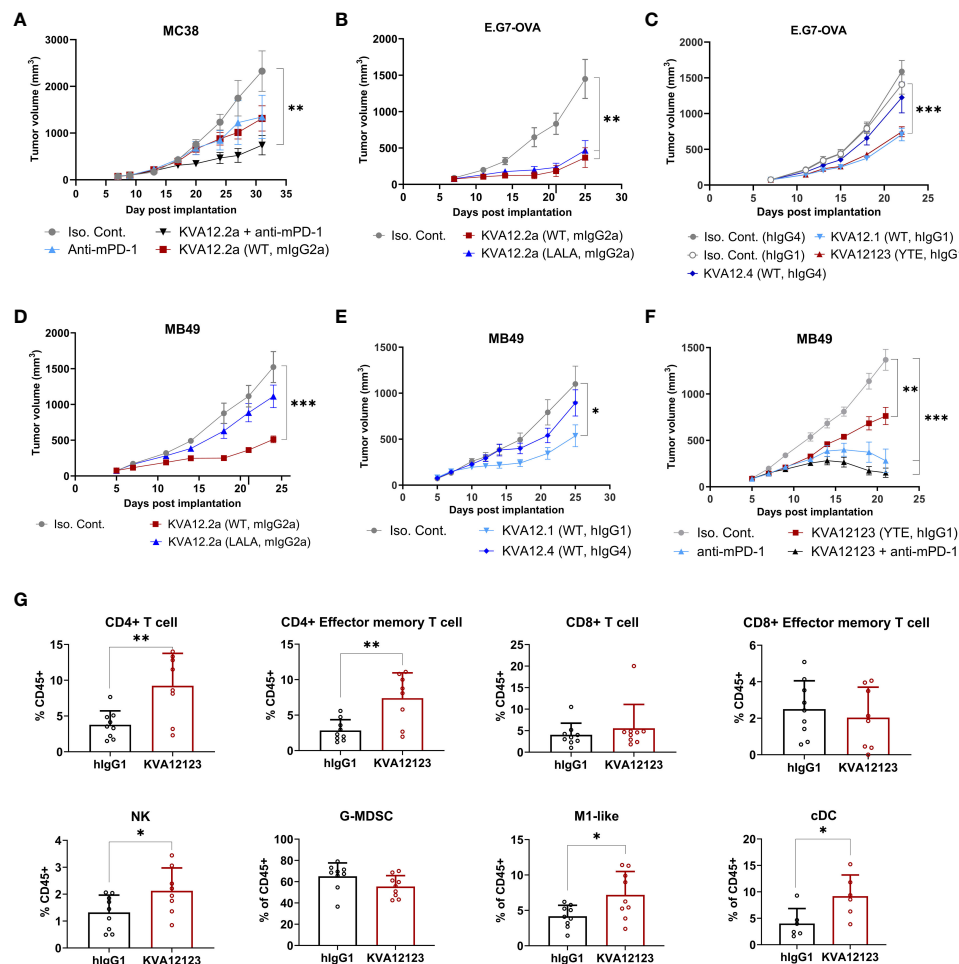 A
MC38
Tumor volume (mm³)
3000
2000
1000
0
0 5 10 15 20 25 30 35
Day post implantation
**
Iso. Cont.
KVA12.2a + anti-mPD-1
Anti-mPD-1
KVA12.2a (WT, mIgG2a)
B
E.G7-OVA
Tumor volume (mm³)
2000
1500
1000
500
0
0 5 10 15 20 25 30
Days post implantation
**
Iso. Cont.
KVA12.2a (WT, mIgG2a)
KVA12.2a (LALA, mIgG2a)
C
E.G7-OVA
Tumor volume (mm³)
2000
1500
1000
500
0
0 5 10 15 20 25
Days post implantation
***
Iso. Cont. (hIgG4)
KVA12.1 (WT, hIgG1)
Iso. Cont. (hIgG1)
KVA12123 (YTE, hIgG
KVA12.4 (WT, hIgG4)
D
MB49
Tumor volume (mm³)
2000
1500
1000
500
0
0 5 10 15 20 25
Days post implantation
***
Iso. Cont.
KVA12.2a (WT, mIgG2a)
KVA12.2a (LALA, mIgG2a)
E
MB49
Tumor volume (mm³)
1500
1000
500
0
0 5 10 15 20 25 30
Days post implantation
*
Iso. Cont.
KVA12.1 (WT, hIgG1)
KVA12.4 (WT, hIgG4)
F
MB49
Tumor volume (mm³)
1500
1000
500
0
0 5 10 15 20 25
Days post implantation
**
***
Iso. Cont.
KVA12123 (YTE, hIgG1)
anti-mPD-1
KVA12123 + anti-mPD-1
G
CD4+ T cell
**
% CD45+
15
10
5
0
hIgG1 KVA12123
CD4+ Effector memory T cell
**
% CD45+
15
10
5
0
hIgG1 KVA12123
CD8+ T cell
% CD45+
25
20
15
10
5
0
hIgG1 KVA12123
CD8+ Effector memory T cell
% CD45+
6
4
2
0
hIgG1 KVA12123
NK
*
% CD45+
4
3
2
1
0
hIgG1 KVA12123
G-MDSC
% of CD45+
100
80
60
40
20
0
hIgG1 KVA12123
M1-like
*
% of CD45+
15
10
5
0
hIgG1 KVA12123
cDC
*
% of CD45+
20
15
10
5
0
hIgG1 KVA12123